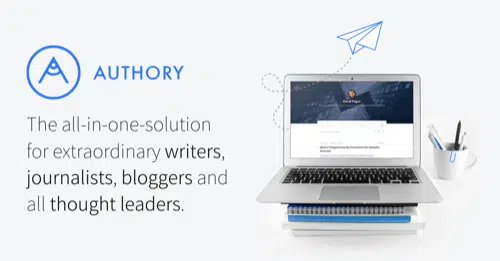 AUTHORY
The all-in-one-solution
for extraordinary writers,
journalists, bloggers and
all thought leaders.